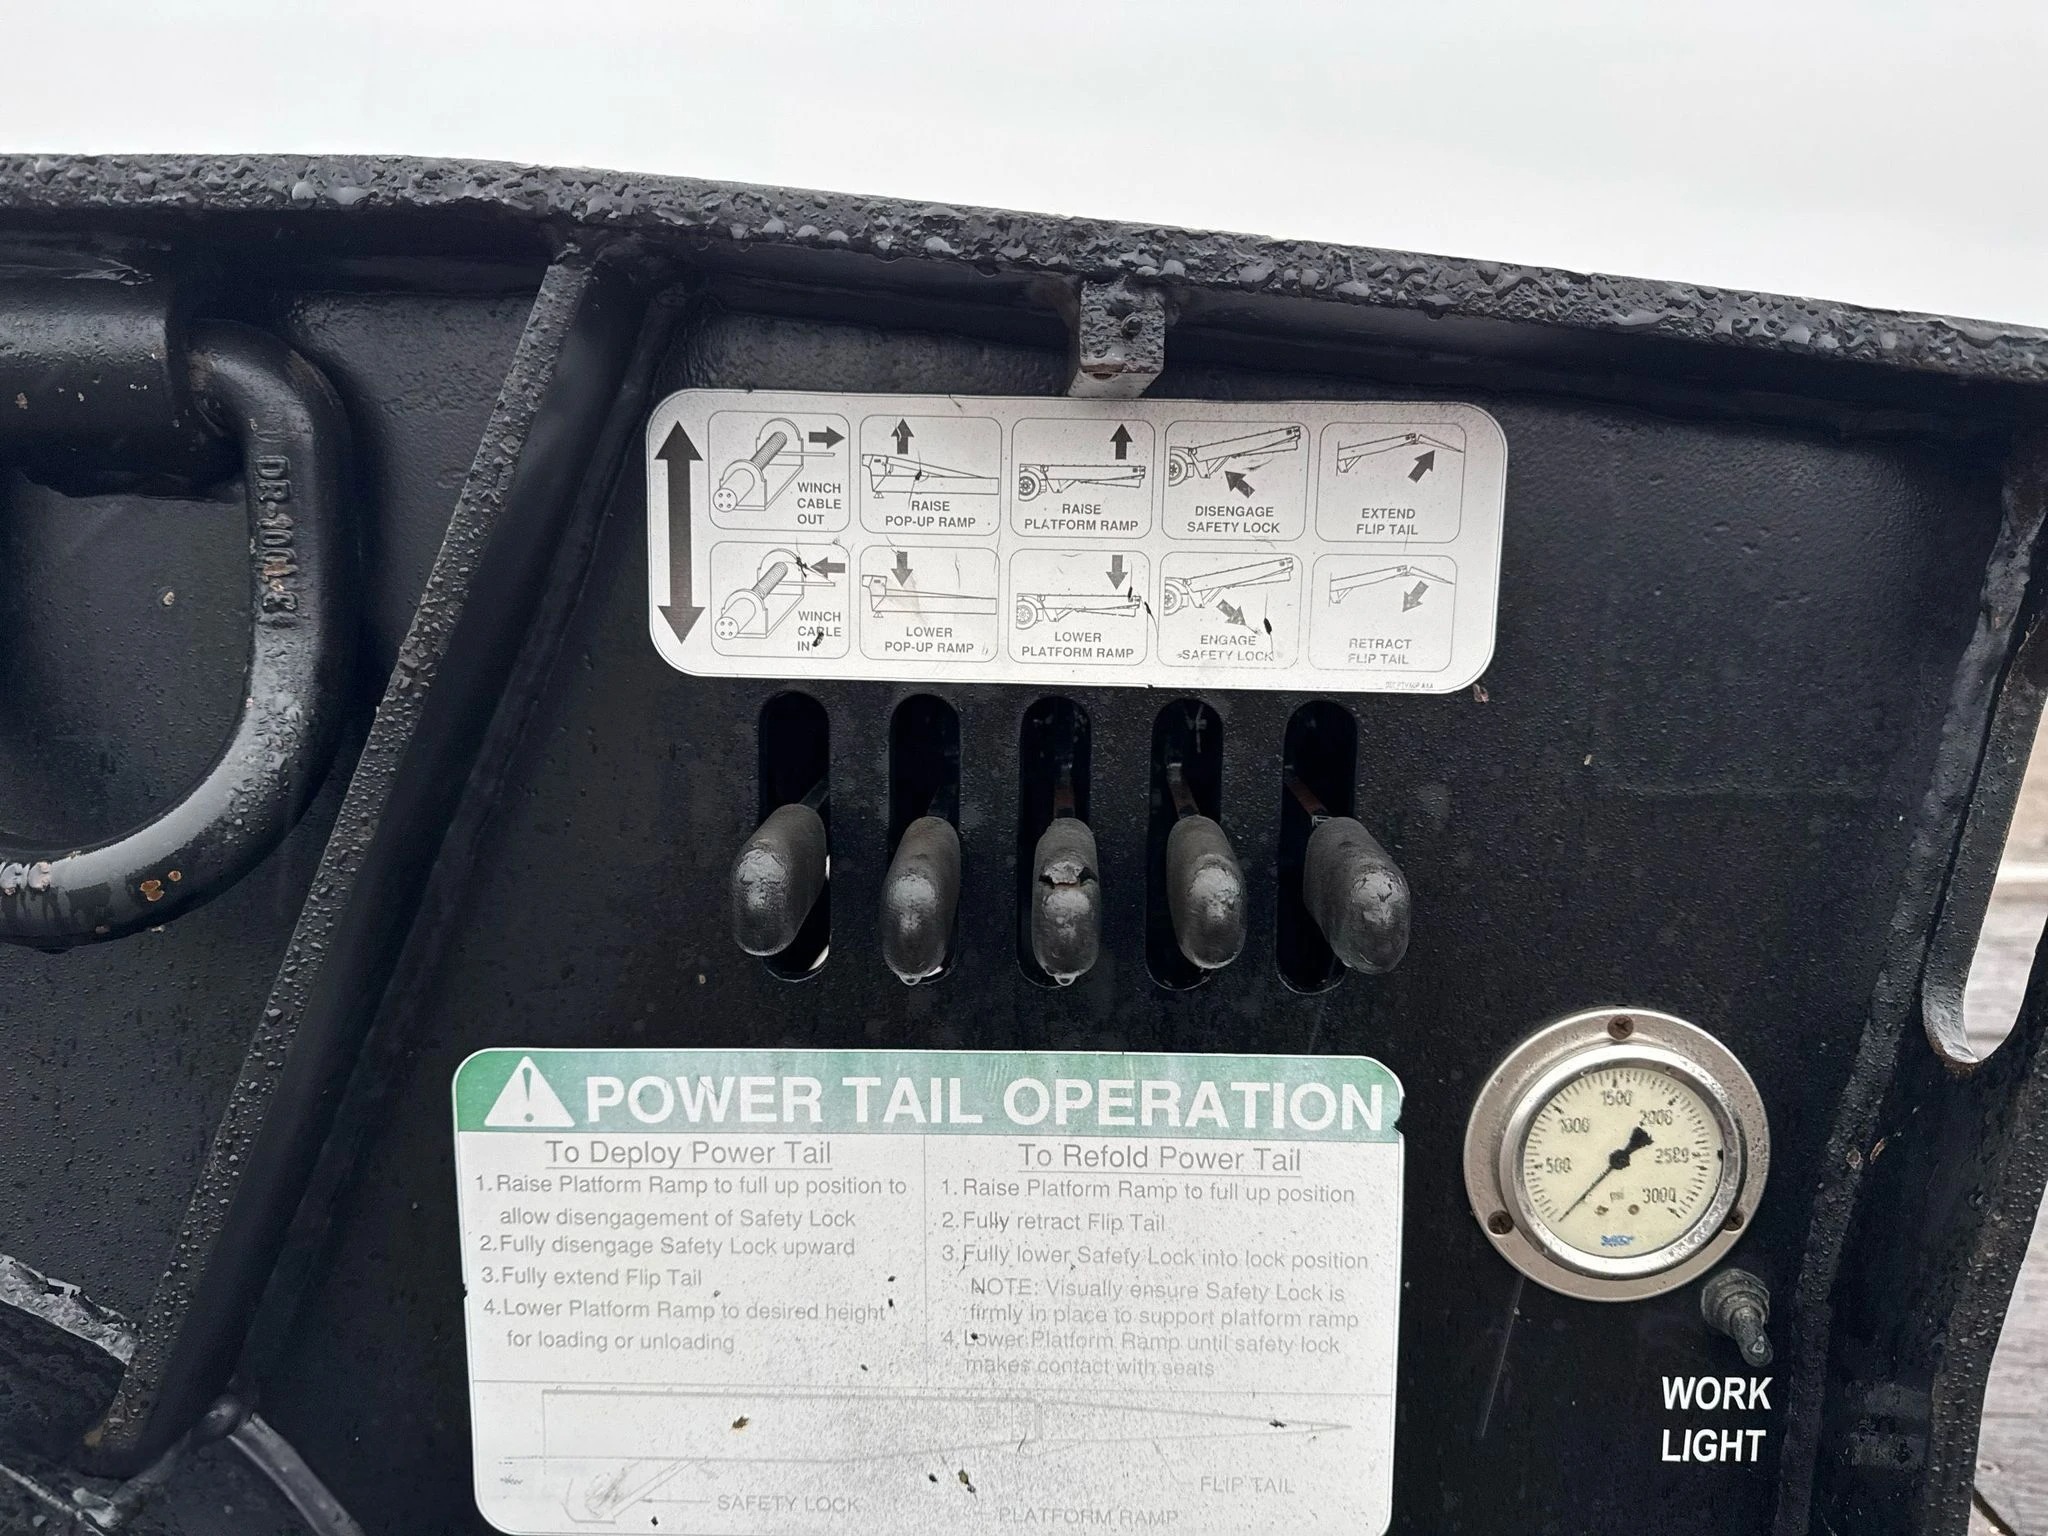 WINCH
CABLE
OUT
RAISE
POP-UP RAMP
RAISE
PLATFORM RAMP
DISENGAGE
SAFETY LOCK
EXTEND
FLIP TAIL
WINCH
CABLE
IN
LOWER
POP-UP RAMP
LOWER
PLATFORM RAMP
ENGAGE
SAFETY LOCK
RETRACT
FLIP TAIL
POWER TAIL OPERATION
To Deploy Power Tail
1. Raise Platform Ramp to full up position to
allow disengagement of Safety Lock
2. Fully disengage Safety Lock upward
3. Fully extend Flip Tail
4. Lower Platform Ramp to desired height
for loading or unloading
To Refold Power Tail
1. Raise Platform Ramp to full up position
2. Fully retract Flip Tail
3. Fully lower Safety Lock into lock position
NOTE: Visually ensure Safety Lock is
firmly in place to support platform ramp
4. Lower Platform Ramp until safety lock
makes contact with seats
SAFETY LOCK
PLATFORM RAMP
FLIP TAIL
500
1000
1500
2000
2500
3000
psi
WORK
LIGHT